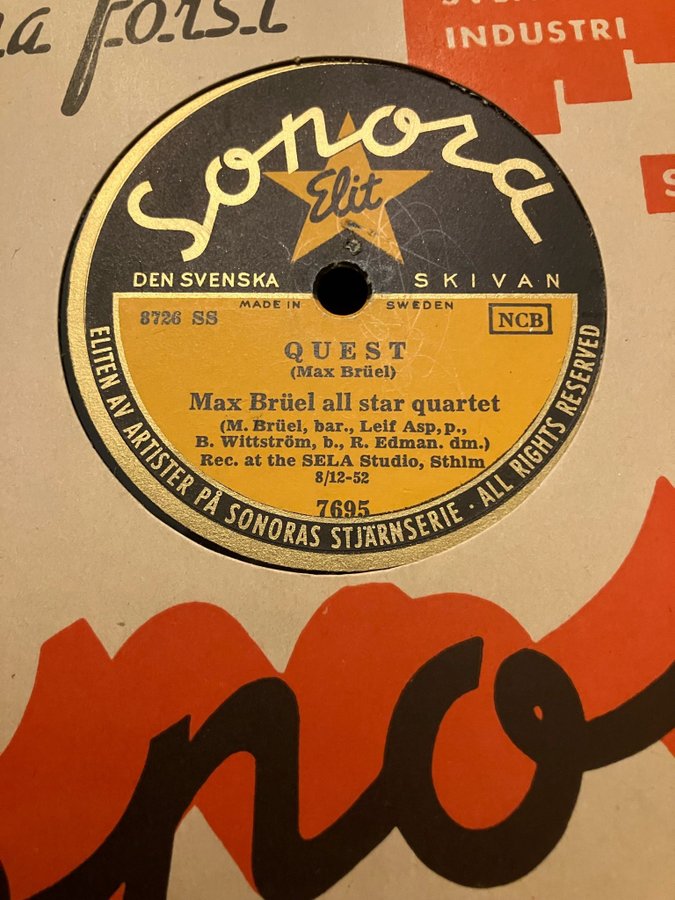 a först
INDUSTRI
Sonora
Elit
DEN SVENSKA SKIVAN
MADE IN SWEDEN
8726 SS
NCB
QUEST
(Max Brüel)
Max Brüel all star quartet
(M. Brüel, bar., Leif Asp, p.,
B. Wittström, b., R. Edman. dm.)
Rec. at the SELA Studio, Sthlm
8/12-52
7695
ELITEN AV ARTISTER PÅ SONORAS STJÄRNSERIE · ALL RIGHTS RESERVED
no